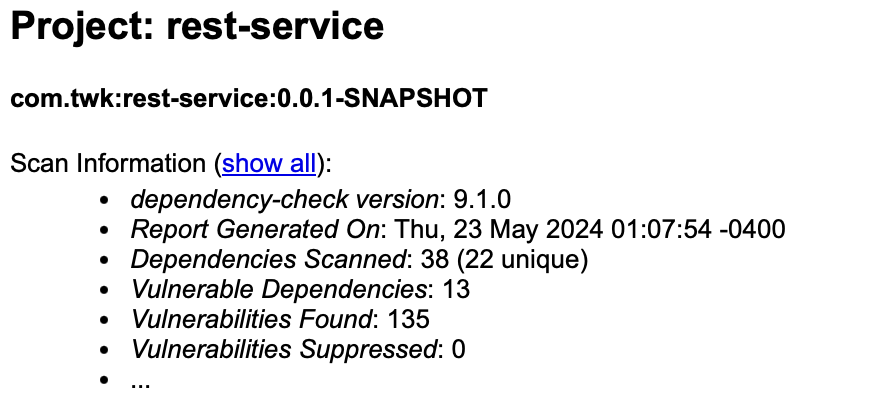 Project: rest-service
com.twk:rest-service:0.0.1-SNAPSHOT
Scan Information (show all):
• dependency-check version: 9.1.0
• Report Generated On: Thu, 23 May 2024 01:07:54 -0400
• Dependencies Scanned: 38 (22 unique)
• Vulnerable Dependencies: 13
• Vulnerabilities Found: 135
• Vulnerabilities Suppressed: 0
• ...